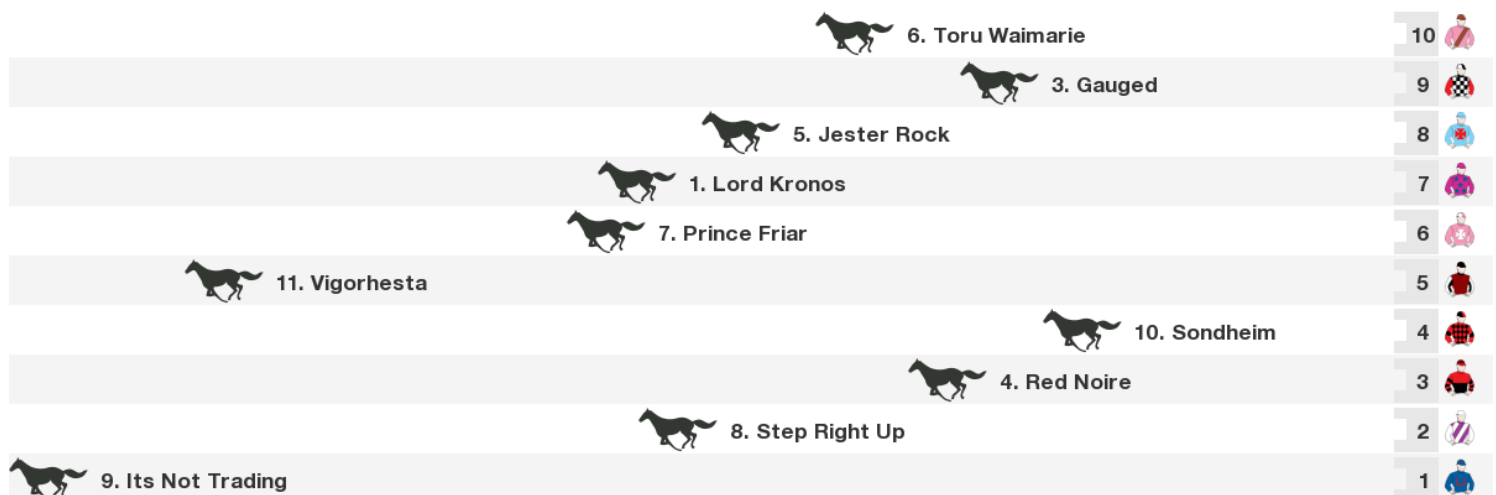 6. Toru Waimarie 10
3. Gauged 9
5. Jester Rock 8
1. Lord Kronos 7
7. Prince Friar 6
11. Vigorhesta 5
10. Sondheim 4
4. Red Noire 3
8. Step Right Up 2
9. Its Not Trading 1